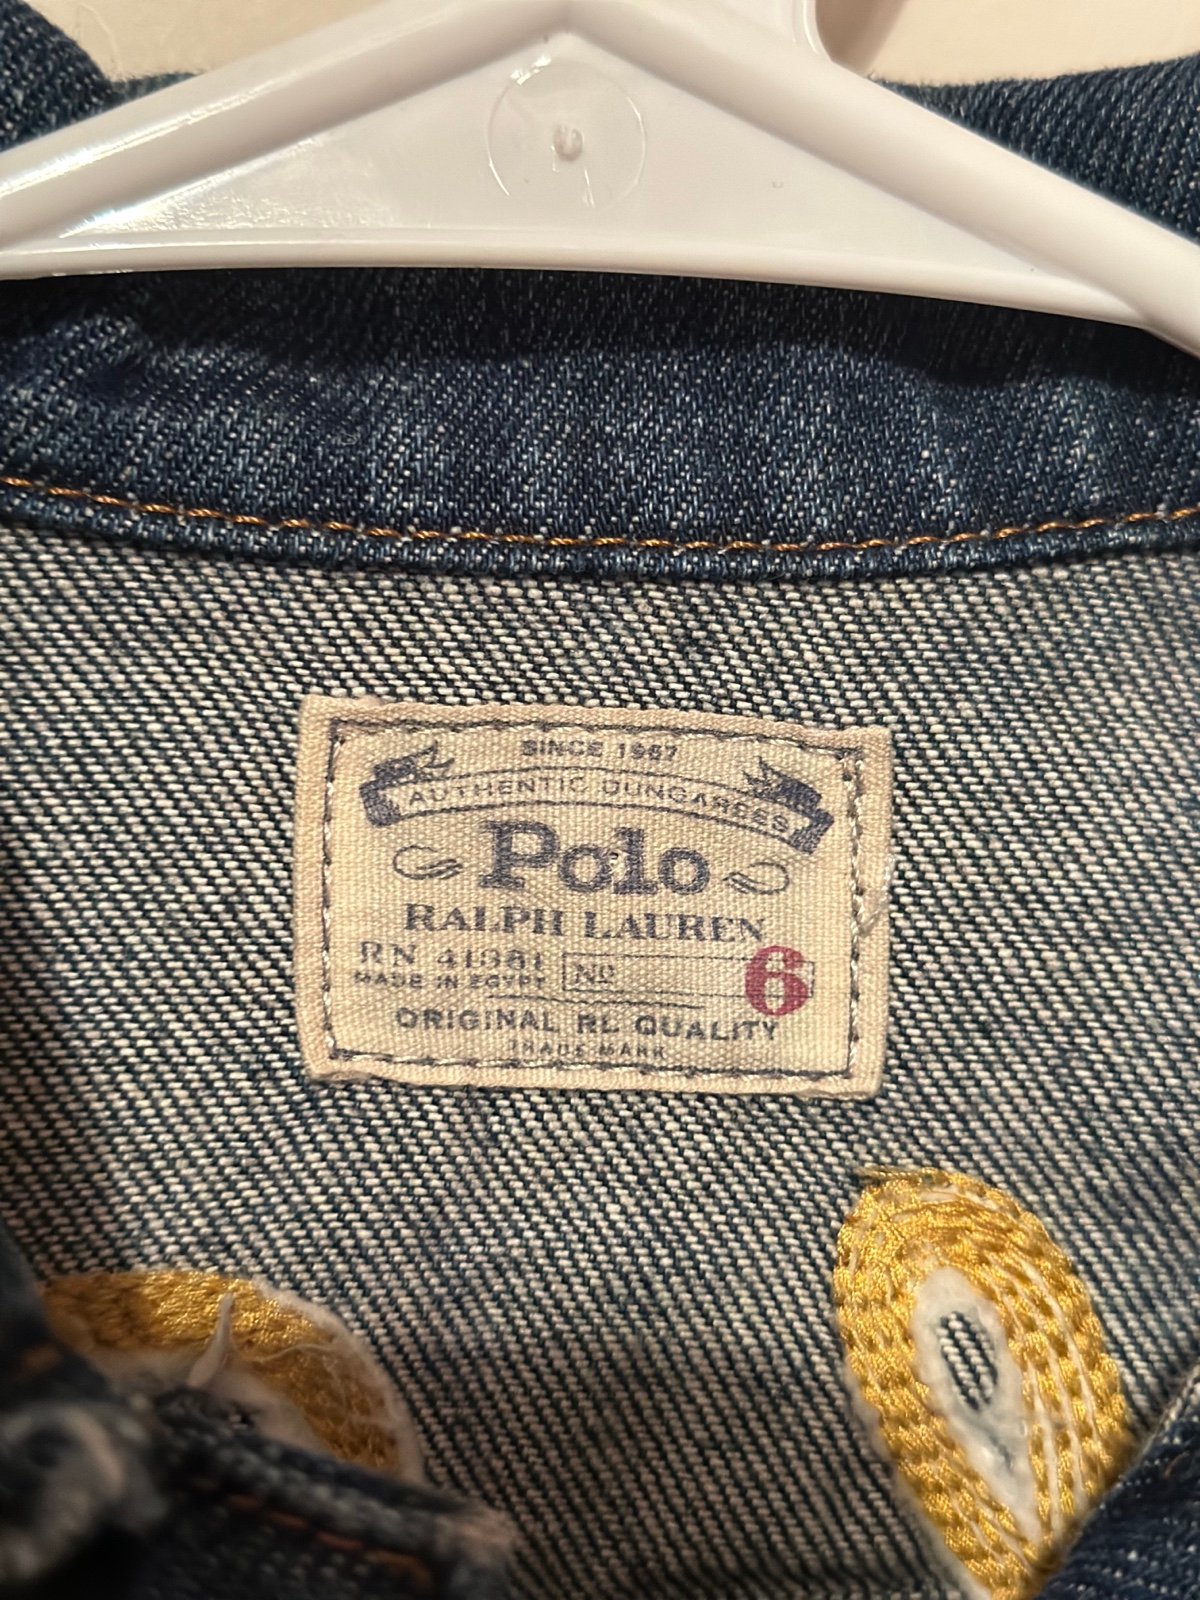 SINCE 1967
AUTHENTIC DUNGAREES
Polo
RALPH LAUREN
RN 41381 No 6
MADE IN EGYPT
ORIGINAL RL QUALITY
TRADE MARK